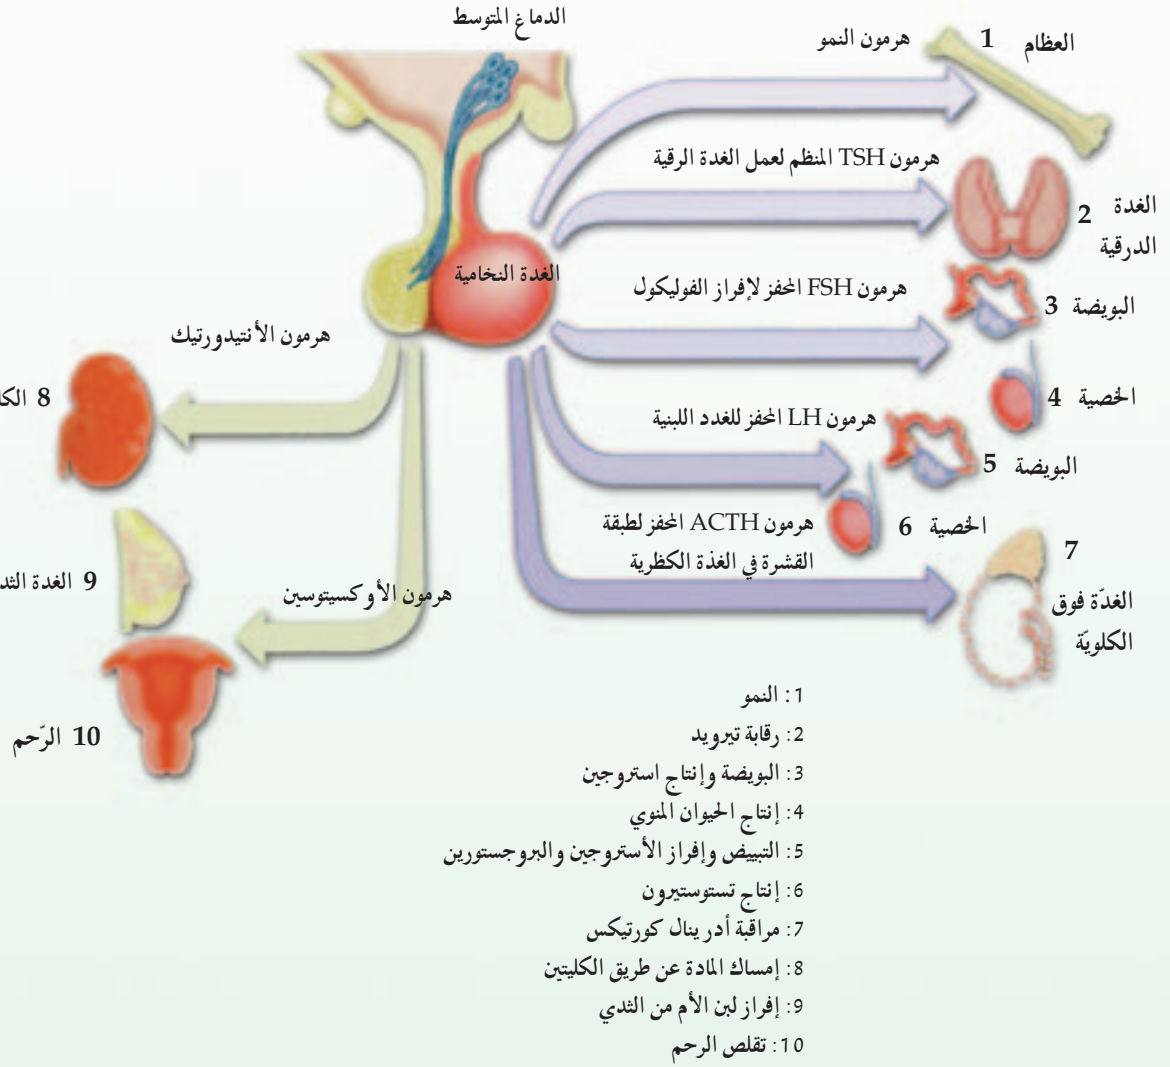 الدماغ المتوسط
هرمون النمو
1 العظام
هرمون TSH المنظم لعمل الغدة الرقية
الغدة
2
الدرقية
الغدة النخامية
هرمون FSH المحفز لإفراز الفوليكول
3 البويضة
4 الخصية
هرمون LH المحفز للغدد اللبنية
5 البويضة
6 الخصية
هرمون ACTH المحفز لطبقة
القشرة في الغذة الكظرية
7
الغدّة فوق
الكلويّة
هرمون الأنتيدورتيك
8
هرمون الأوكسيتوسين
9 الغدة
10 الرّحم
1: النمو
2: رقابة تيرويد
3: البويضة وإنتاج استروجين
4: إنتاج الحيوان المنوي
5: التبييض وإفراز الأستروجين والبروجستورين
6: إنتاج تستوستيرون
7: مراقبة أدر ينال كورتيكس
8: إمساك المادة عن طريق الكليتين
9: إفراز لبن الأم من الثدي
10: تقلص الرحم